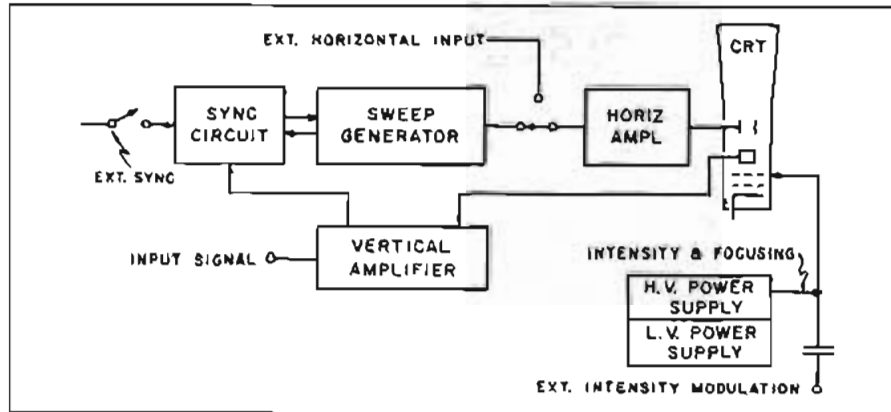 EXT. HORIZONTAL INPUT
CRT
SYNC
CIRCUIT
SWEEP
GENERATOR
HORIZ
AMPL
EXT. SYNC
INPUT SIGNAL
VERTICAL
AMPLIFIER
INTENSITY & FOCUSING
H.V. POWER
SUPPLY
L.V. POWER
SUPPLY
EXT. INTENSITY MODULATION